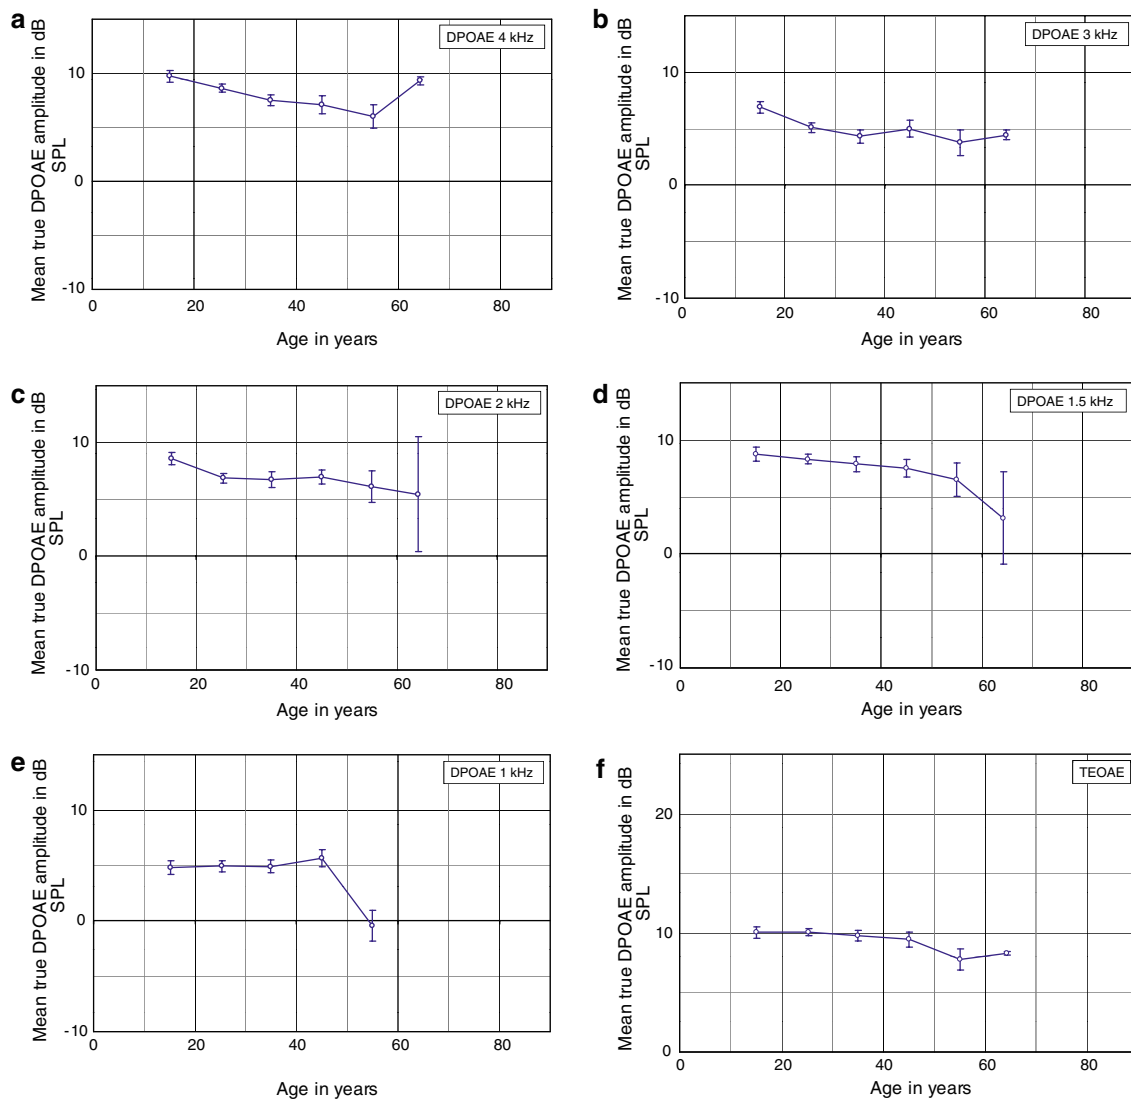 a
DPOAE 4 kHz
Mean true DPOAE amplitude in dB
SPL
10
0
-10
0 20 40 60 80
Age in years
b
DPOAE 3 kHz
Mean true DPOAE amplitude in dB
SPL
10
0
-10
0 20 40 60 80
Age in years
c
DPOAE 2 kHz
Mean true DPOAE amplitude in dB
SPL
10
0
-10
0 20 40 60 80
Age in years
d
DPOAE 1.5 kHz
Mean true DPOAE amplitude in dB
SPL
10
0
-10
0 20 40 60 80
Age in years
e
DPOAE 1 kHz
Mean true DPOAE amplitude in dB
SPL
10
0
-10
0 20 40 60 80
Age in years
f
TEOAE
Mean true DPOAE amplitude in dB
SPL
20
10
0
0 20 40 60 80
Age in years